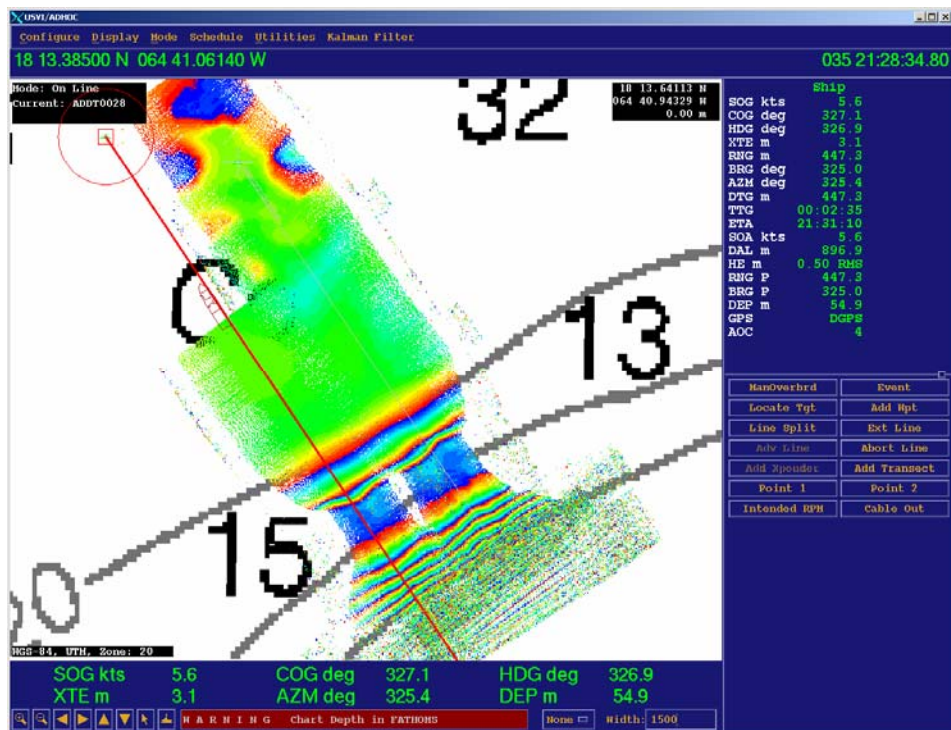 USVI/ADHOC
Configure Display Mode Schedule Utilities Kalman Filter
18 13.38500 N 064 41.06140 W 035 21:28:34.80
Mode: On Line
Current: ADDT0028
18 13.64113 N
064 40.94329 W
0.00 m
32
13
15
0
WGS-84, UTM, Zone: 20
Ship
SOG kts 5.6
COG deg 327.1
HDG deg 326.9
XTE m 3.1
RNG m 447.3
BRG deg 325.0
AZM deg 325.4
DTG m 447.3
TTG 00:02:35
ETA 21:31:10
SOA kts 5.6
DAL m 896.9
HE m 0.50 RMS
RNG P 447.3
BRG P 325.0
DEP m 54.9
GPS DGPS
AOC 4
ManOverbrd Event
Locate Tgt Add Wpt
Line Split Ext Line
Adv Line Abort Line
Add Xponder Add Transect
Point 1 Point 2
Intended RPM Cable Out
SOG kts 5.6 COG deg 327.1 HDG deg 326.9
XTE m 3.1 AZM deg 325.4 DEP m 54.9
W A R N I N G Chart Depth in FATHOMS None Width: 1500